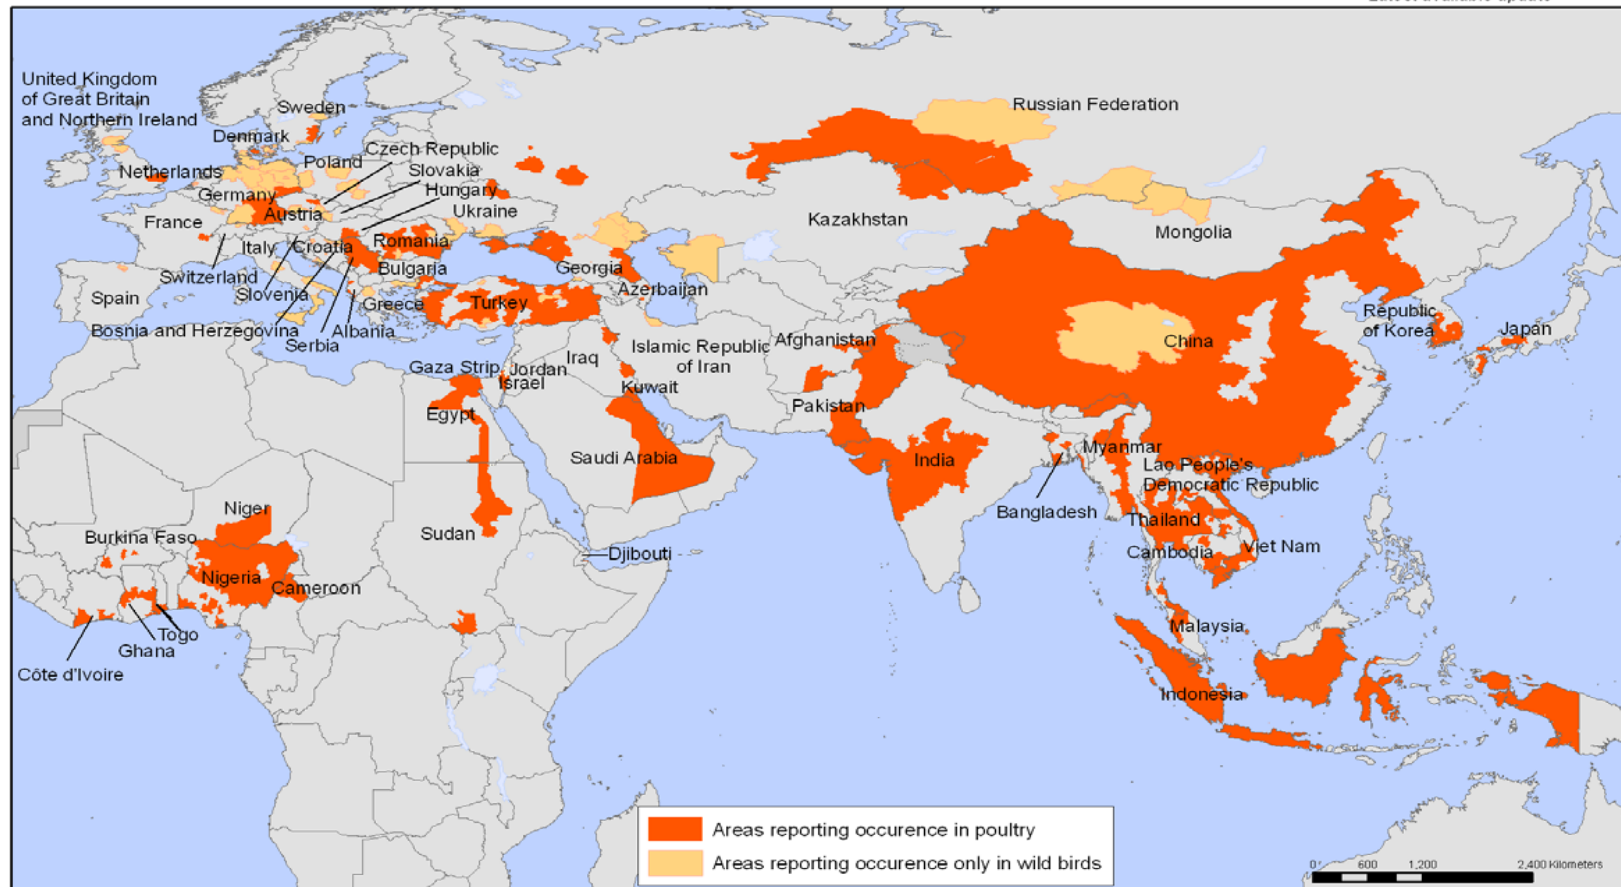 Latest available update
United Kingdom
of Great Britain
and Northern Ireland
Sweden
Russian Federation
Denmark
Czech Republic
Poland
Slovakia
Netherlands
Hungary
Germany
Ukraine
Austria
France
Kazakhstan
Mongolia
Italy
Croatia
Romania
Bulgaria
Georgia
Switzerland
Azerbaijan
Slovenia
Spain
Greece
Turkey
Bosnia and Herzegovina
Albania
Serbia
Republic
of Korea
Japan
China
Afghanistan
Islamic Republic
of Iran
Iraq
Gaza Strip
Jordan
Israel
Kuwait
Egypt
Pakistan
Saudi Arabia
India
Myanmar
Lao People's
Democratic Republic
Bangladesh
Thailand
Niger
Sudan
Burkina Faso
Djibouti
Cambodia
Viet Nam
Nigeria
Cameroon
Togo
Ghana
Côte d'Ivoire
Malaysia
Indonesia
Areas reporting occurence in poultry
Areas reporting occurence only in wild birds
0 600 1,200 2,400 Kilometers